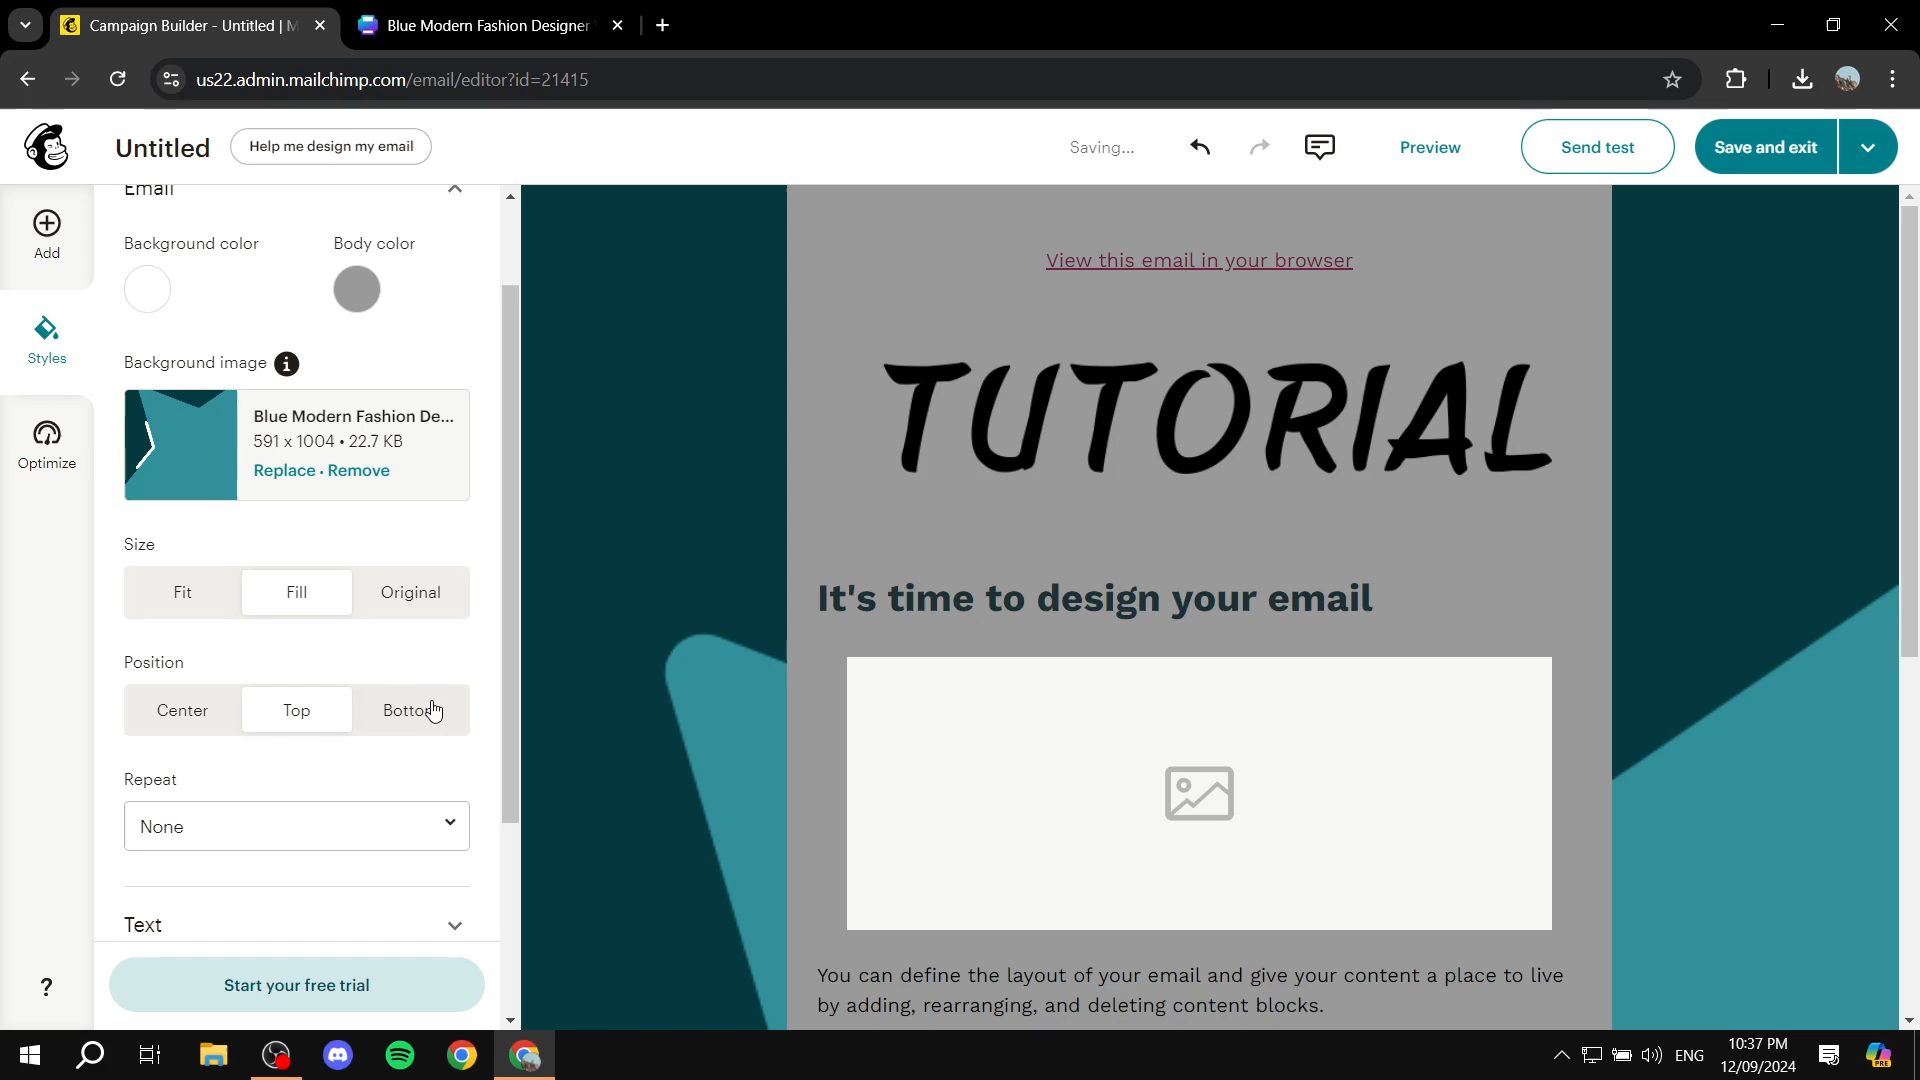 Campaign Builder - Untitled | M
Blue Modern Fashion Designer
us22.admin.mailchimp.com/email/editor?id=21415
Untitled
Help me design my email
Saving...
Preview
Send test
Save and exit
Add
Styles
Optimize
?
Email
Background color
Body color
Background image
Blue Modern Fashion De...
591 x 1004 • 22.7 KB
Replace • Remove
Size
Fit
Fill
Original
Position
Center
Top
Repeat
None
Text
Start your free trial
View this email in your browser
TUTORIAL
It's time to design your email
You can define the layout of your email and give your content a place to live
by adding, rearranging, and deleting content blocks.
ENG
10:37 PM
12/09/2024
PRE